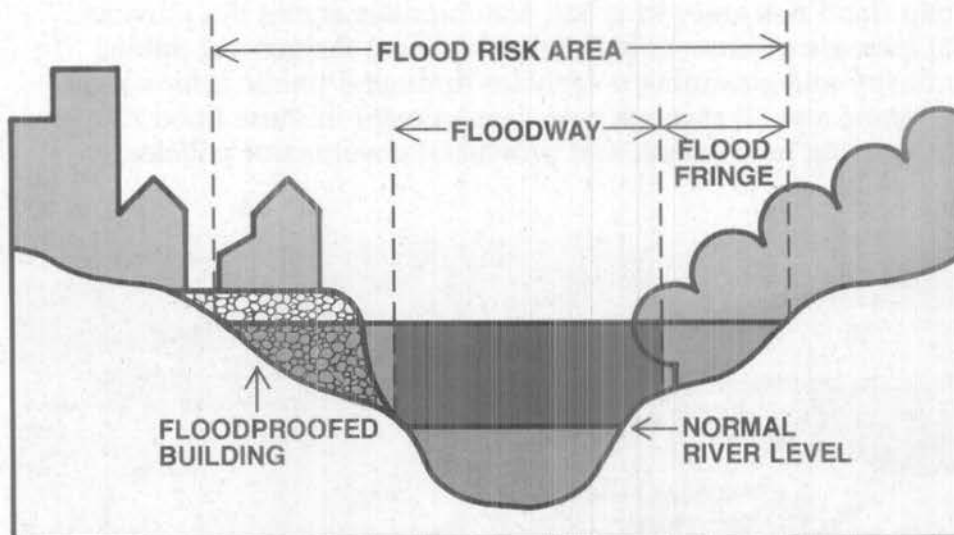 FLOOD RISK AREA
FLOODWAY
FLOOD
FRINGE
FLOODPROOFED
BUILDING
NORMAL
RIVER LEVEL